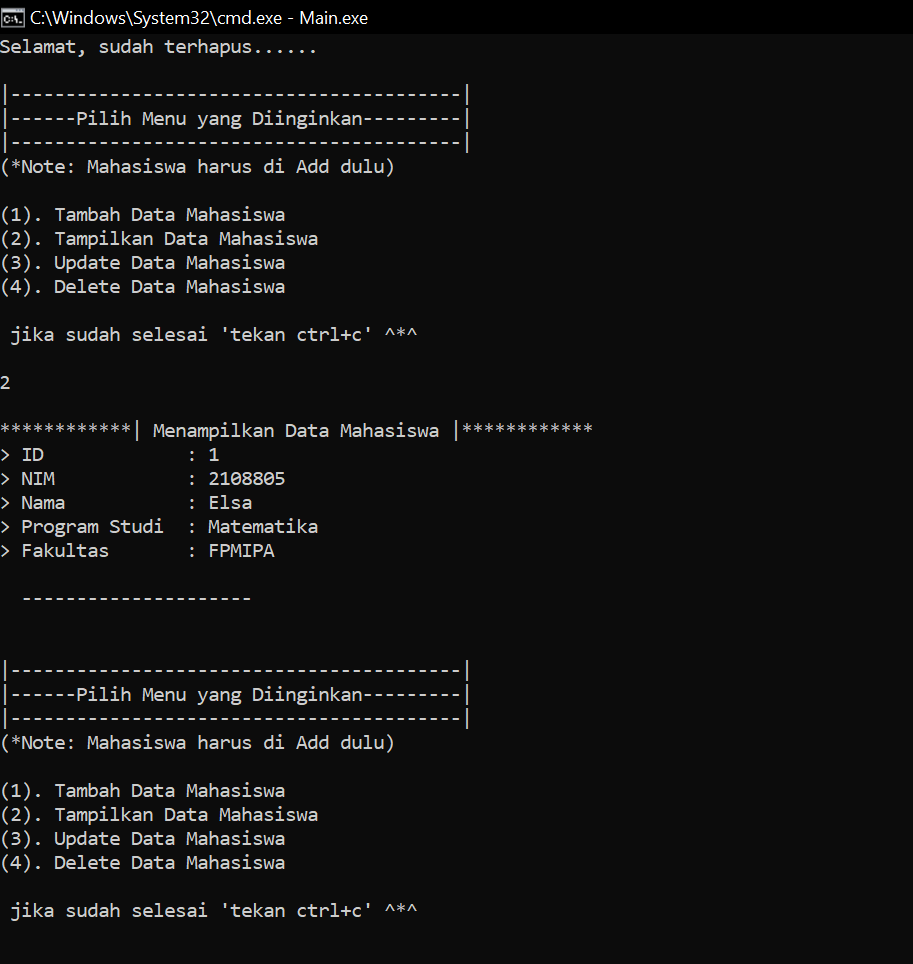 C:\Windows\System32\cmd.exe - Main.exe
Selamat, sudah terhapus......
|-----------------------------------------|
|------Pilih Menu yang Diinginkan---------|
|-----------------------------------------|
(*Note: Mahasiswa harus di Add dulu)
(1). Tambah Data Mahasiswa
(2). Tampilkan Data Mahasiswa
(3). Update Data Mahasiswa
(4). Delete Data Mahasiswa
jika sudah selesai 'tekan ctrl+c' ^*^
2
************| Menampilkan Data Mahasiswa |************
> ID : 1
> NIM : 2108805
> Nama : Elsa
> Program Studi : Matematika
> Fakultas : FPMIPA
---------------------
|-----------------------------------------|
|------Pilih Menu yang Diinginkan---------|
|-----------------------------------------|
(*Note: Mahasiswa harus di Add dulu)
(1). Tambah Data Mahasiswa
(2). Tampilkan Data Mahasiswa
(3). Update Data Mahasiswa
(4). Delete Data Mahasiswa
jika sudah selesai 'tekan ctrl+c' ^*^